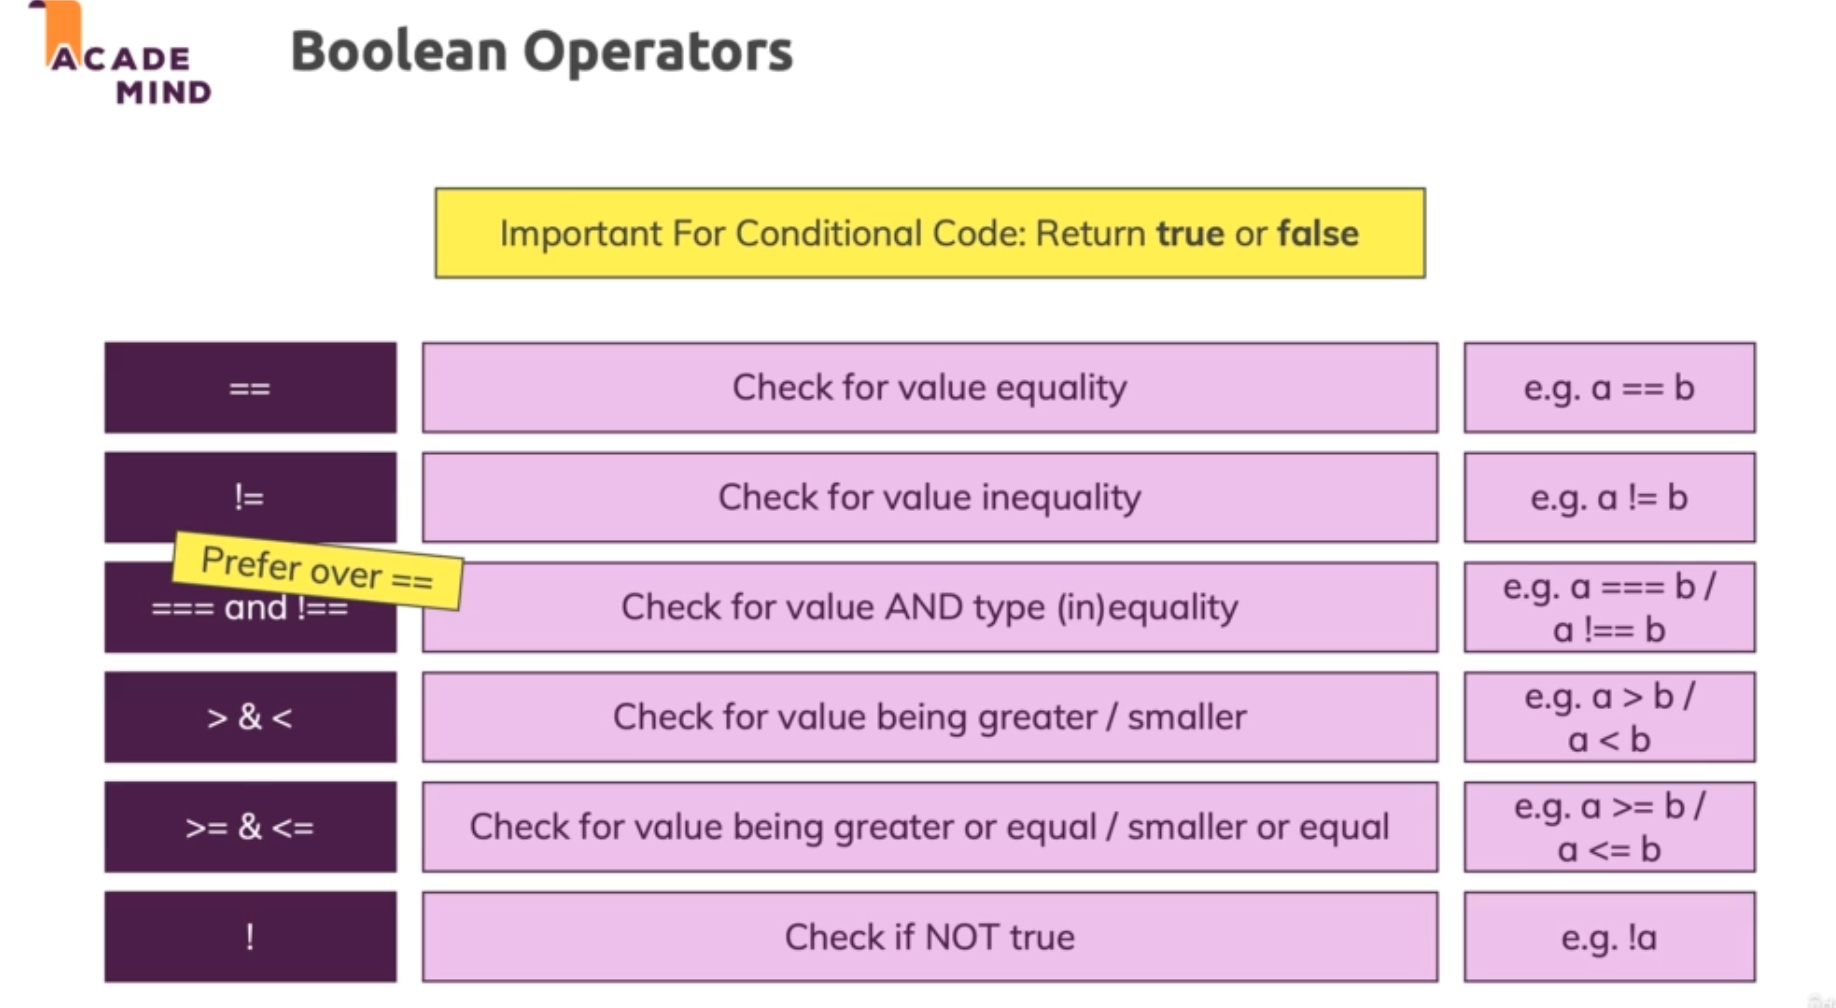 ACADE
MIND
Boolean Operators
Important For Conditional Code: Return true or false
==
Check for value equality
e.g. a == b
!=
Check for value inequality
e.g. a != b
Prefer over ==
=== and !==
Check for value AND type (in)equality
e.g. a === b /
a !== b
> & <
Check for value being greater / smaller
e.g. a > b /
a < b
>= & <=
Check for value being greater or equal / smaller or equal
e.g. a >= b /
a <= b
!
Check if NOT true
e.g. !a